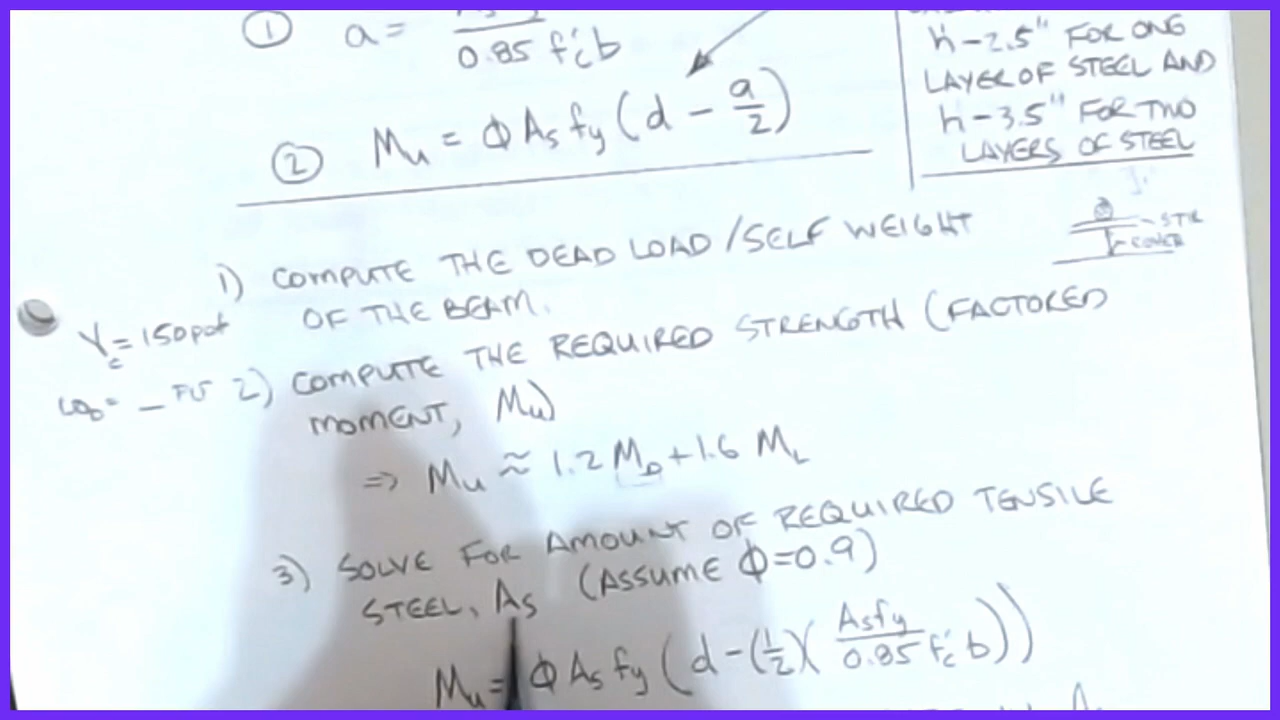 ① a =
0.85 f'c b
② Mu = φ As fy (d - a/2)
h-2.5" FOR ONE
LAYER OF STEEL AND
h-3.5" FOR TWO
LAYERS OF STEEL
COVER
1) COMPUTE THE DEAD LOAD/SELF WEIGHT
OF THE BEAM.
γc = 150 pcf
2) COMPUTE THE REQUIRED STRENGTH (FACTORED
MOMENT, Mu)
=> Mu ≈ 1.2 MD + 1.6 ML
3) SOLVE FOR AMOUNT OF REQUIRED TENSILE
STEEL, As (ASSUME φ=0.9)
Mu = φ As fy (d - (1/2)(As fy / 0.85 f'c b))